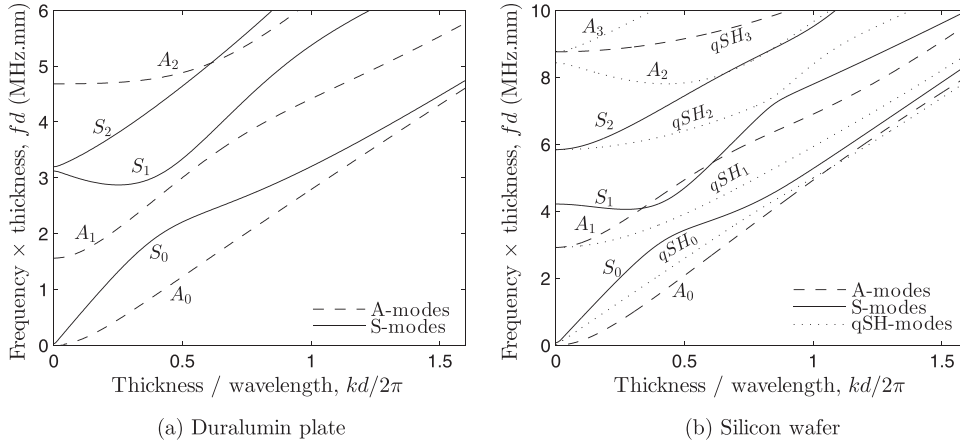 Frequency × thickness, fd (MHz.mm)
6
5
4
3
2
1
0
A₂
S₂
S₁
A₁
S₀
A₀
A-modes
S-modes
0 0.5 1 1.5
Thickness / wavelength, kd/2π
(a) Duralumin plate
Frequency × thickness, fd (MHz.mm)
10
8
6
4
2
0
A₃
qSH₃
A₂
S₂
qSH₂
S₁
qSH₁
A₁
S₀
qSH₀
A₀
A-modes
S-modes
qSH-modes
0 0.5 1 1.5
Thickness / wavelength, kd/2π
(b) Silicon wafer